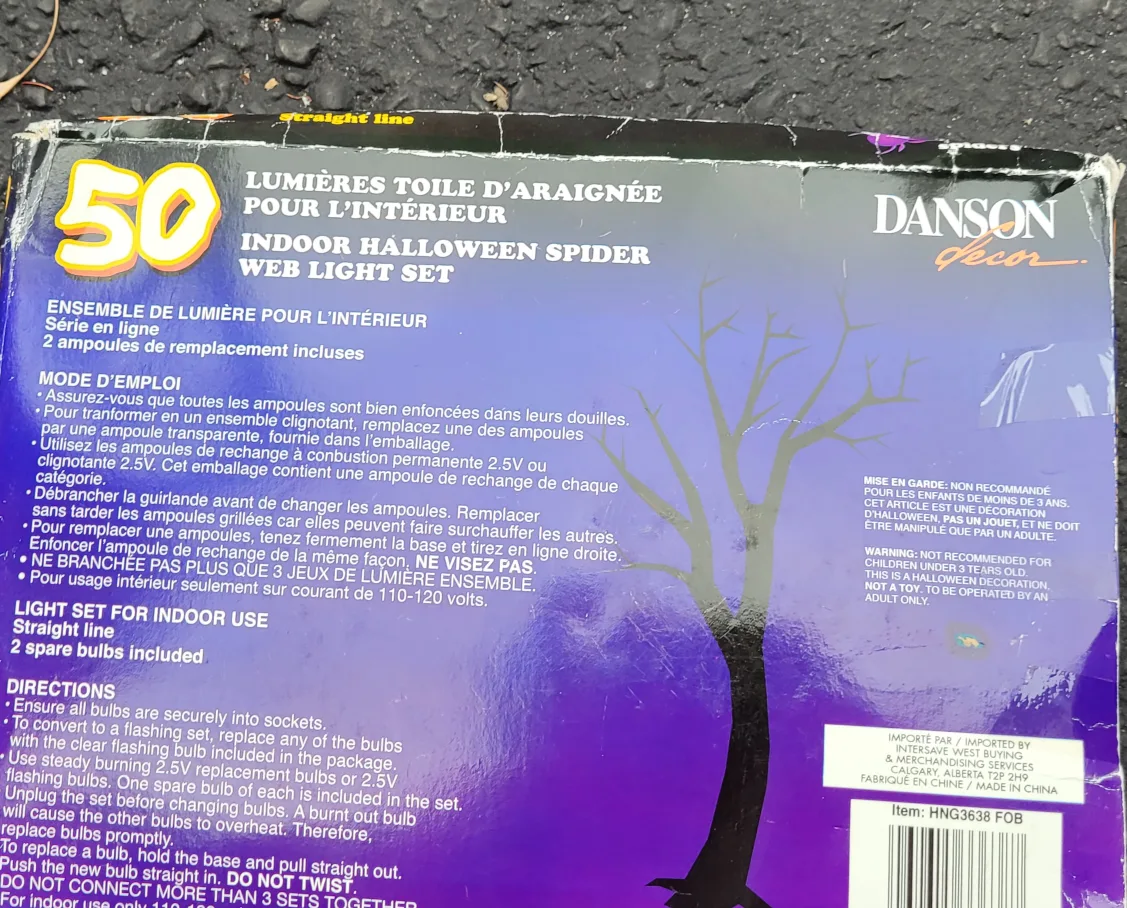 straight line
50
LUMIÈRES TOILE D'ARAIGNÉE
POUR L'INTÉRIEUR
INDOOR HALLOWEEN SPIDER
WEB LIGHT SET
DANSON
decor
ENSEMBLE DE LUMIÈRE POUR L'INTÉRIEUR
Série en ligne
2 ampoules de remplacement incluses
MODE D'EMPLOI
• Assurez-vous que toutes les ampoules sont bien enfoncées dans leurs douilles.
• Pour tranformer en un ensemble clignotant, remplacez une des ampoules
par une ampoule transparente, fournie dans l'emballage.
• Utilisez les ampoules de rechange à conbustion permanente 2.5V ou
clignotante 2.5V. Cet emballage contient une ampoule de rechange de chaque
catégorie.
• Débrancher la guirlande avant de changer les ampoules. Remplacer
sans tarder les ampoules grillées car elles peuvent faire surchauffer les autres.
• Pour remplacer une ampoules, tenez fermement la base et tirez en ligne droite.
Enfoncer l'ampoule de rechange de la même façon. NE VISEZ PAS.
• NE BRANCHÉE PAS PLUS QUE 3 JEUX DE LUMIÈRE ENSEMBLE.
• Pour usage intérieur seulement sur courant de 110-120 volts.
LIGHT SET FOR INDOOR USE
Straight line
2 spare bulbs included
DIRECTIONS
• Ensure all bulbs are securely into sockets.
• To convert to a flashing set, replace any of the bulbs
with the clear flashing bulb included in the package.
• Use steady burning 2.5V replacement bulbs or 2.5V
flashing bulbs. One spare bulb of each is included in the set.
Unplug the set before changing bulbs. A burnt out bulb
will cause the other bulbs to overheat. Therefore,
replace bulbs promptly.
To replace a bulb, hold the base and pull straight out.
Push the new bulb straight in. DO NOT TWIST.
DO NOT CONNECT MORE THAN 3 SETS TOGETHER
For indoor use only
MISE EN GARDE: NON RECOMMANDÉ
POUR LES ENFANTS DE MOINS DE 3 ANS.
CET ARTICLE EST UNE DÉCORATION
D'HALLOWEEN, PAS UN JOUET, ET NE DOIT
ÊTRE MANIPULÉ QUE PAR UN ADULTE.
WARNING: NOT RECOMMENDED FOR
CHILDREN UNDER 3 TEARS OLD.
THIS IS A HALLOWEEN DECORATION,
NOT A TOY. TO BE OPERATED BY AN
ADULT ONLY.
IMPORTÉ PAR / IMPORTED BY
INTERSAVE WEST BUYING
& MERCHANDISING SERVICES
CALGARY, ALBERTA T2P 2H9
FABRIQUÉ EN CHINE / MADE IN CHINA
Item: HNG3638 FOB